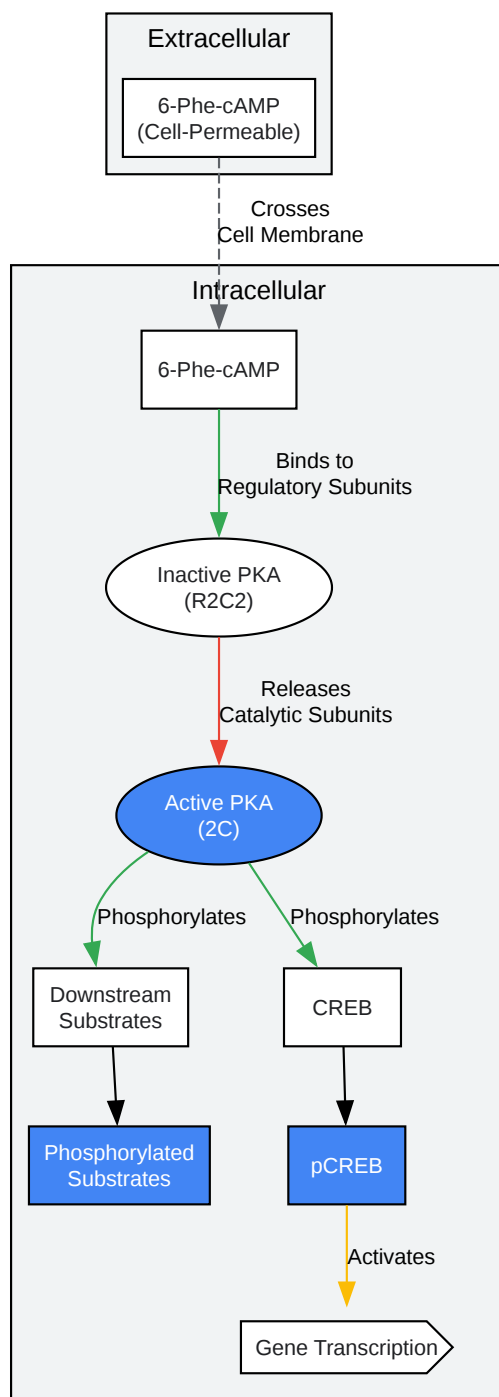 Extracellular
6-Phe-cAMP
(Cell-Permeable)
Crosses
Cell Membrane
Intracellular
6-Phe-cAMP
Binds to
Regulatory Subunits
Inactive PKA
(R2C2)
Releases
Catalytic Subunits
Active PKA
(2C)
Phosphorylates
Phosphorylates
Downstream
Substrates
CREB
Phosphorylated
Substrates
pCREB
Activates
Gene Transcription